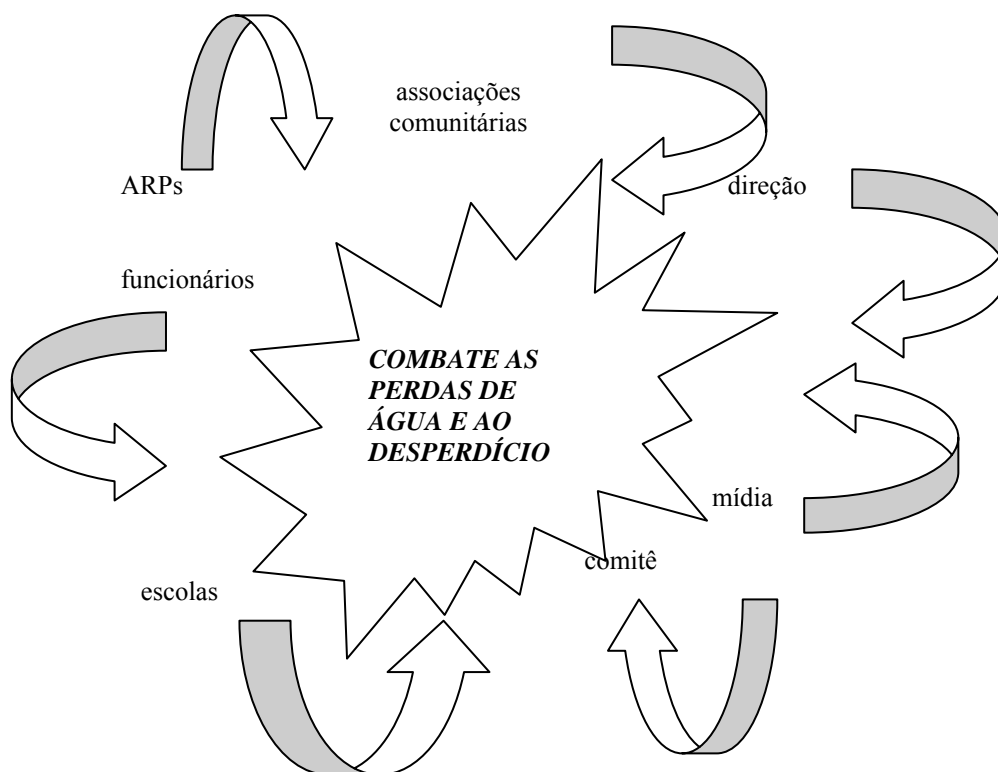 associações
comunitárias
ARPs
direção
funcionários
COMBATE AS
PERDAS DE
ÁGUA E AO
DESPERDÍCIO
mídia
comitê
escolas